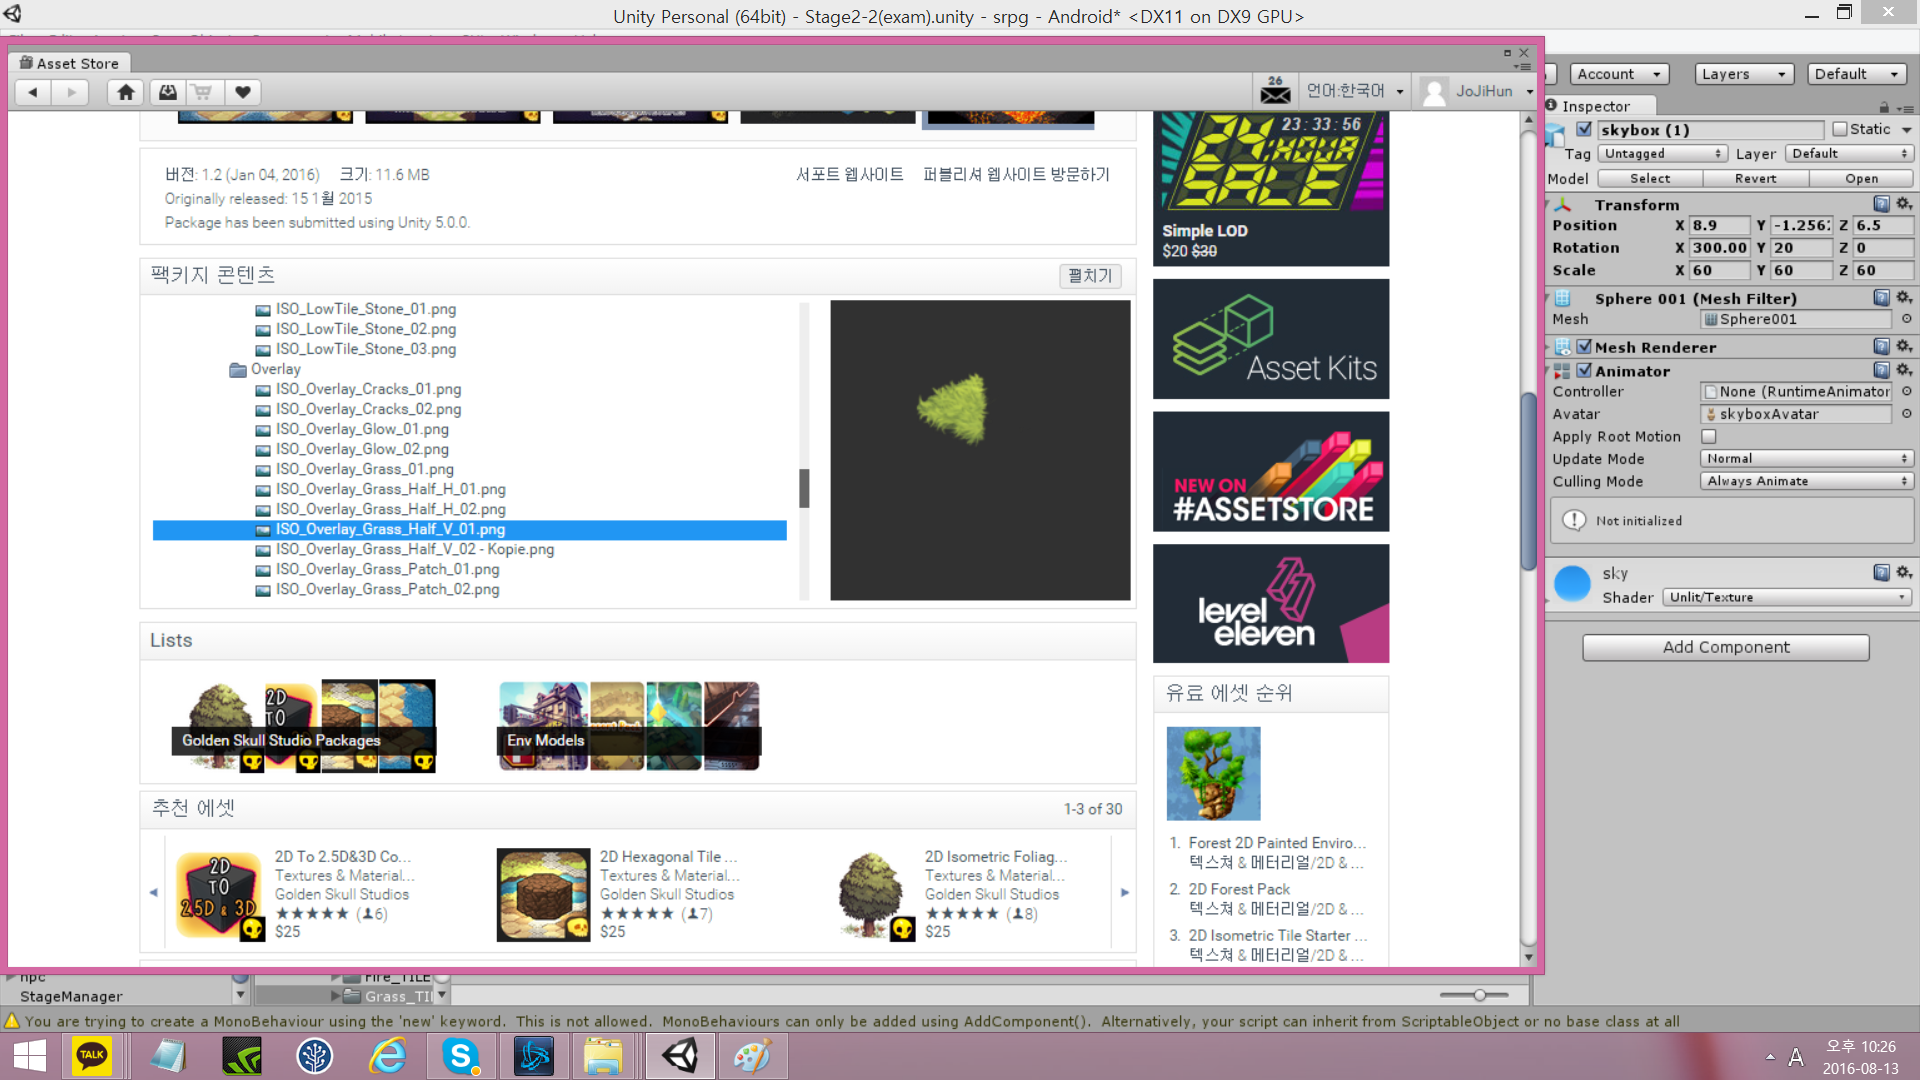 Unity Personal (64bit) - Stage2-2(exam).unity - srpg - Android* <DX11 on DX9 GPU>
Asset Store
26
언어:한국어
JoJiHun
Account
Layers
Default
버전: 1.2 (Jan 04, 2016) 크기: 11.6 MB
서포트 웹사이트 퍼블리셔 웹사이트 방문하기
Originally released: 15 1월 2015
Package has been submitted using Unity 5.0.0.
팩키지 콘텐츠
펼치기
ISO_LowTile_Stone_01.png
ISO_LowTile_Stone_02.png
ISO_LowTile_Stone_03.png
Overlay
ISO_Overlay_Cracks_01.png
ISO_Overlay_Cracks_02.png
ISO_Overlay_Glow_01.png
ISO_Overlay_Glow_02.png
ISO_Overlay_Grass_01.png
ISO_Overlay_Grass_Half_H_01.png
ISO_Overlay_Grass_Half_H_02.png
ISO_Overlay_Grass_Half_V_01.png
ISO_Overlay_Grass_Half_V_02 - Kopie.png
ISO_Overlay_Grass_Patch_01.png
ISO_Overlay_Grass_Patch_02.png
Lists
2D
TO
Golden Skull Studio Packages
Env Models
추천 에셋
1-3 of 30
2D
TO
2.5D & 3D
2D To 2.5D&3D Co...
Textures & Material...
Golden Skull Studios
★★★★★ (6)
$25
2D Hexagonal Tile ...
Textures & Material...
Golden Skull Studios
★★★★★ (7)
$25
2D Isometric Foliag...
Textures & Material...
Golden Skull Studios
★★★★★ (8)
$25
23:33:56
24:HOUR
SALE
Simple LOD
$20 $30
Asset Kits
NEW ON
#ASSETSTORE
level
eleven
유료 에셋 순위
1. Forest 2D Painted Enviro...
텍스쳐 & 메터리얼/2D & ...
2. 2D Forest Pack
텍스쳐 & 메터리얼/2D & ...
3. 2D Isometric Tile Starter ...
텍스쳐 & 메터리얼/2D & ...
Inspector
skybox (1)
Static
Tag Untagged Layer Default
Model Select Revert Open
Transform
Position X 8.9 Y -1.256: Z 6.5
Rotation X 300.00 Y 20 Z 0
Scale X 60 Y 60 Z 60
Sphere 001 (Mesh Filter)
Mesh Sphere001
Mesh Renderer
Animator
Controller None (RuntimeAnimator
Avatar skyboxAvatar
Apply Root Motion
Update Mode Normal
Culling Mode Always Animate
Not initialized
sky
Shader Unlit/Texture
Add Component
npc
StageManager
Fire_TILE
Grass_TI
You are trying to create a MonoBehaviour using the 'new' keyword. This is not allowed. MonoBehaviours can only be added using AddComponent(). Alternatively, your script can inherit from ScriptableObject or no base class at all
TALK
A
오후 10:26
2016-08-13